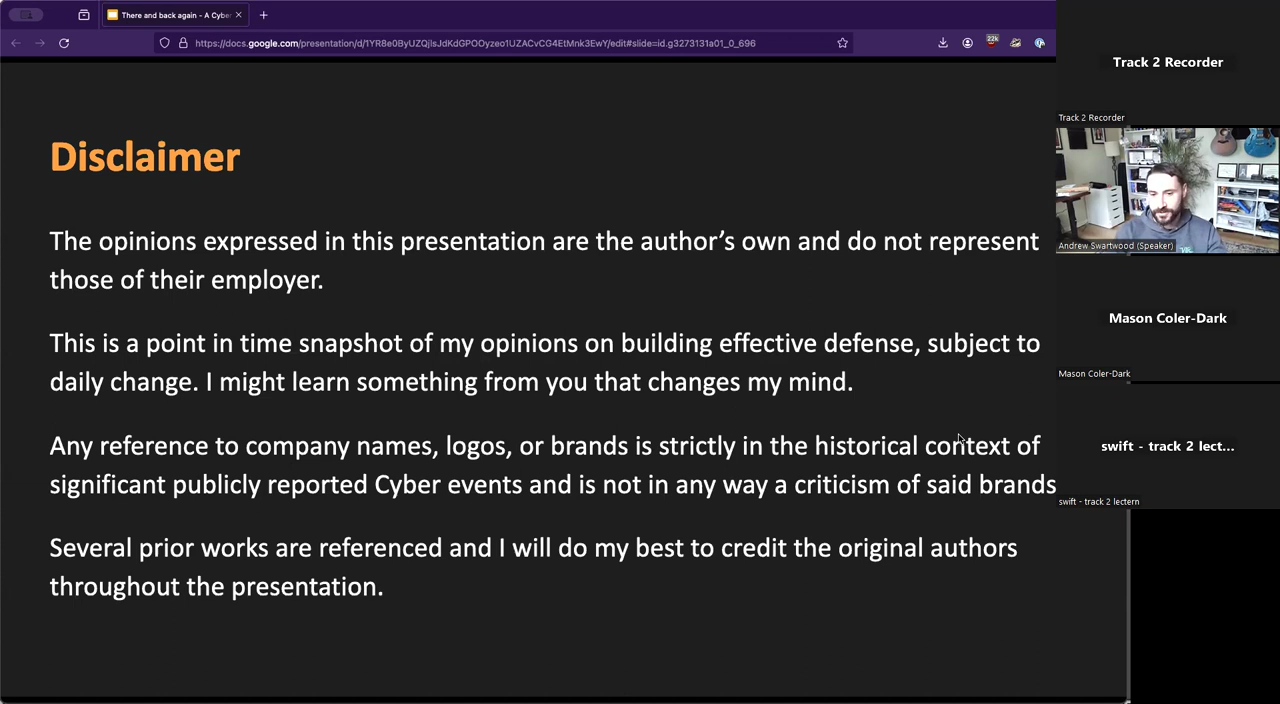 There and back again - A Cyber
https://docs.google.com/presentation/d/1YR8e0ByUZQjlsJdKdGPOOyzeo1UZACvCG4EtMnk3EwY/edit#slide=id.g3273131a01_0_696
22k
Disclaimer
The opinions expressed in this presentation are the author’s own and do not represent
those of their employer.
This is a point in time snapshot of my opinions on building effective defense, subject to
daily change. I might learn something from you that changes my mind.
Any reference to company names, logos, or brands is strictly in the historical context of
significant publicly reported Cyber events and is not in any way a criticism of said brands
Several prior works are referenced and I will do my best to credit the original authors
throughout the presentation.
Track 2 Recorder
Track 2 Recorder
Andrew Swartwood (Speaker)
Mason Coler-Dark
Mason Coler-Dark
swift - track 2 lect...
swift - track 2 lectern